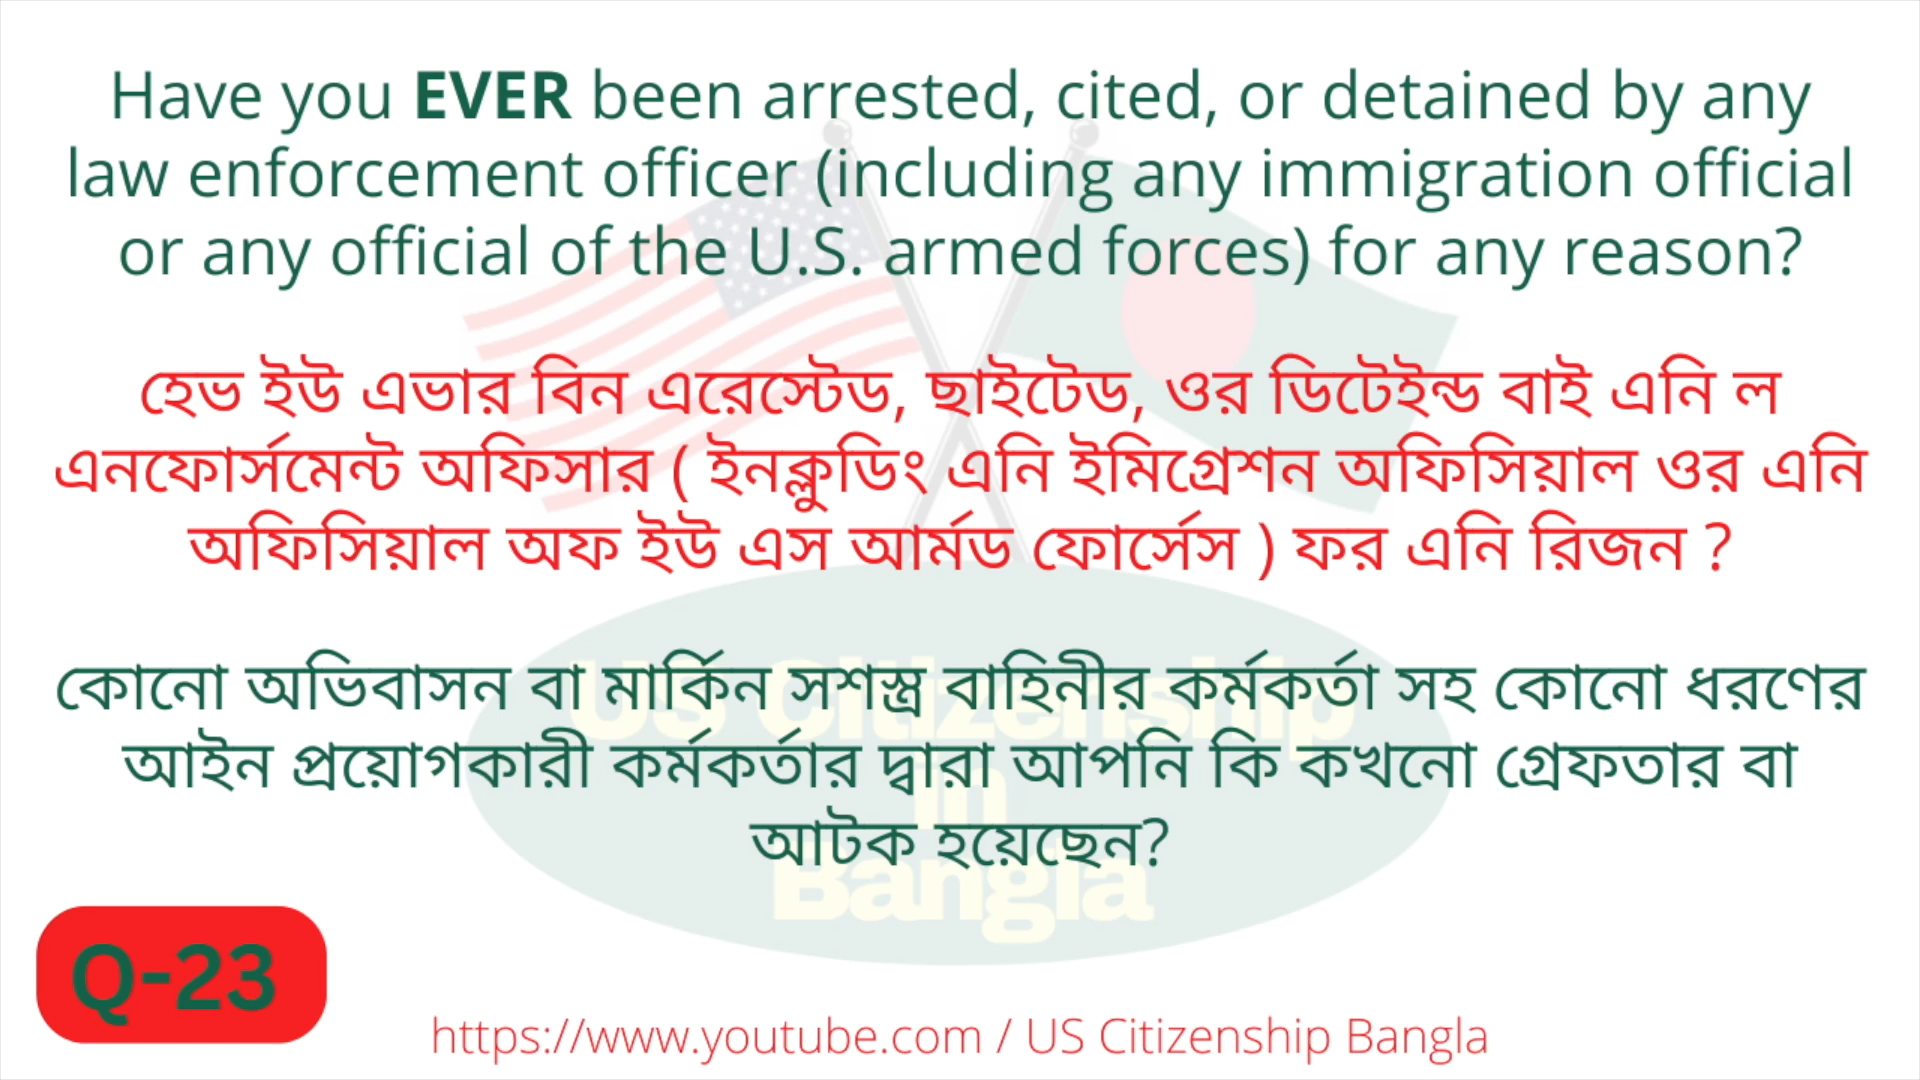 Have you EVER been arrested, cited, or detained by any
law enforcement officer (including any immigration official
or any official of the U.S. armed forces) for any reason?
হেভ ইউ এভার বিন এরেস্টেড, ছাইটেড, ওর ডিটেইন্ড বাই এনি ল
এনফোর্সমেন্ট অফিসার ( ইনক্লুডিং এনি ইমিগ্রেশন অফিসিয়াল ওর এনি
অফিসিয়াল অফ ইউ এস আর্মড ফোর্সেস ) ফর এনি রিজন ?
কোনো অভিবাসন বা মার্কিন সশস্ত্র বাহিনীর কর্মকর্তা সহ কোনো ধরণের
আইন প্রয়োগকারী কর্মকর্তার দ্বারা আপনি কি কখনো গ্রেফতার বা
আটক হয়েছেন?
US Citizenship
in
Bangla
Q-23
https://www.youtube.com / US Citizenship Bangla